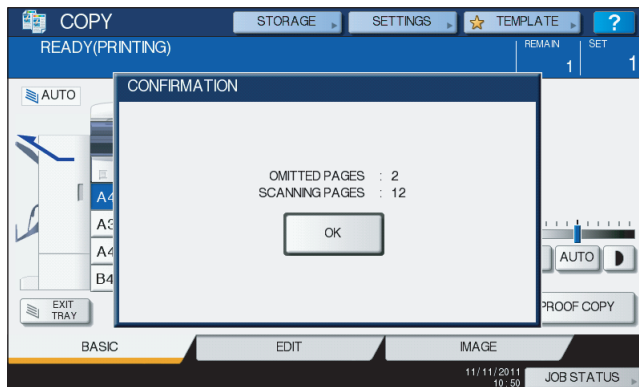 COPY
STORAGE
SETTINGS
TEMPLATE
?
READY(PRINTING)
REMAIN
1
SET
1
AUTO
CONFIRMATION
OMITTED PAGES : 2
SCANNING PAGES : 12
OK
A4
A3
A4
B4
AUTO
EXIT
TRAY
PROOF COPY
BASIC
EDIT
IMAGE
11/11/2011
10:50
JOB STATUS